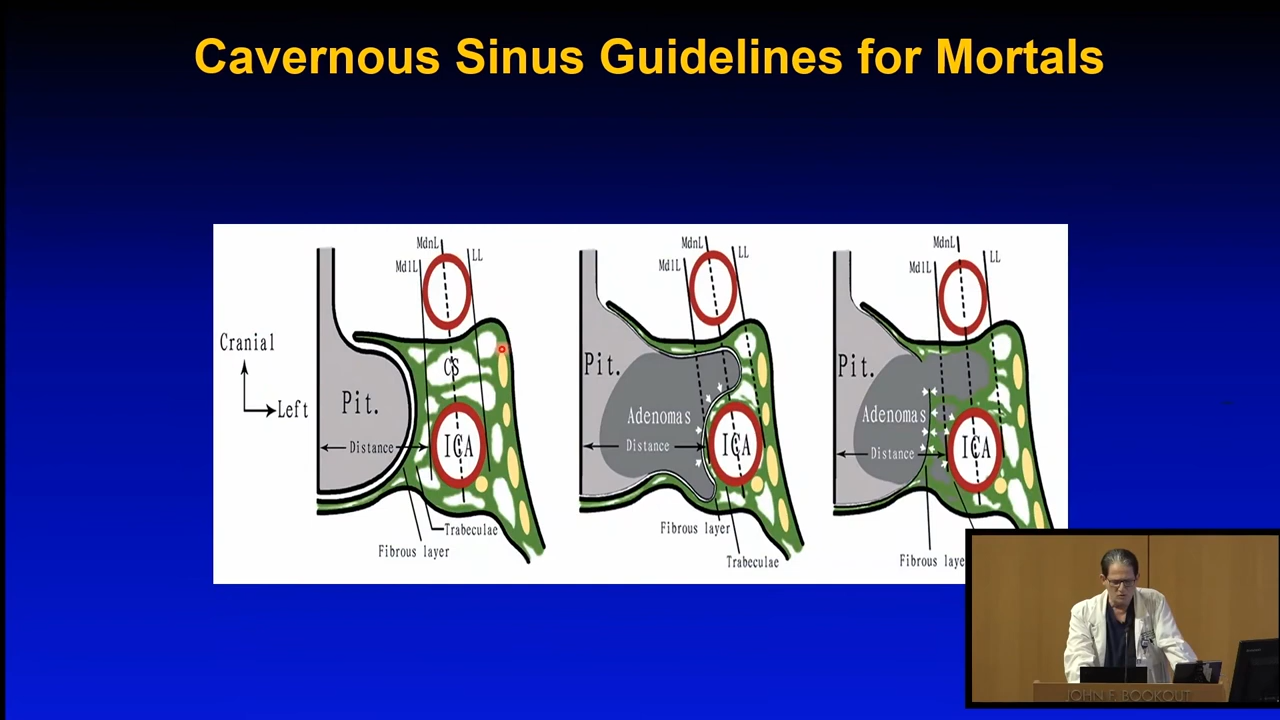 Cavernous Sinus Guidelines for Mortals
Cranial
Left
MdnL
MdlL
LL
CS
Pit.
Distance
ICA
Trabeculae
Fibrous layer
MdnL
MdlL
LL
Pit.
Adenomas
Distance
ICA
Fibrous layer
Trabeculae
MdnL
MdlL
LL
Pit.
Adenomas
Distance
ICA
Fibrous laye
JOHN F. BOOKOUT